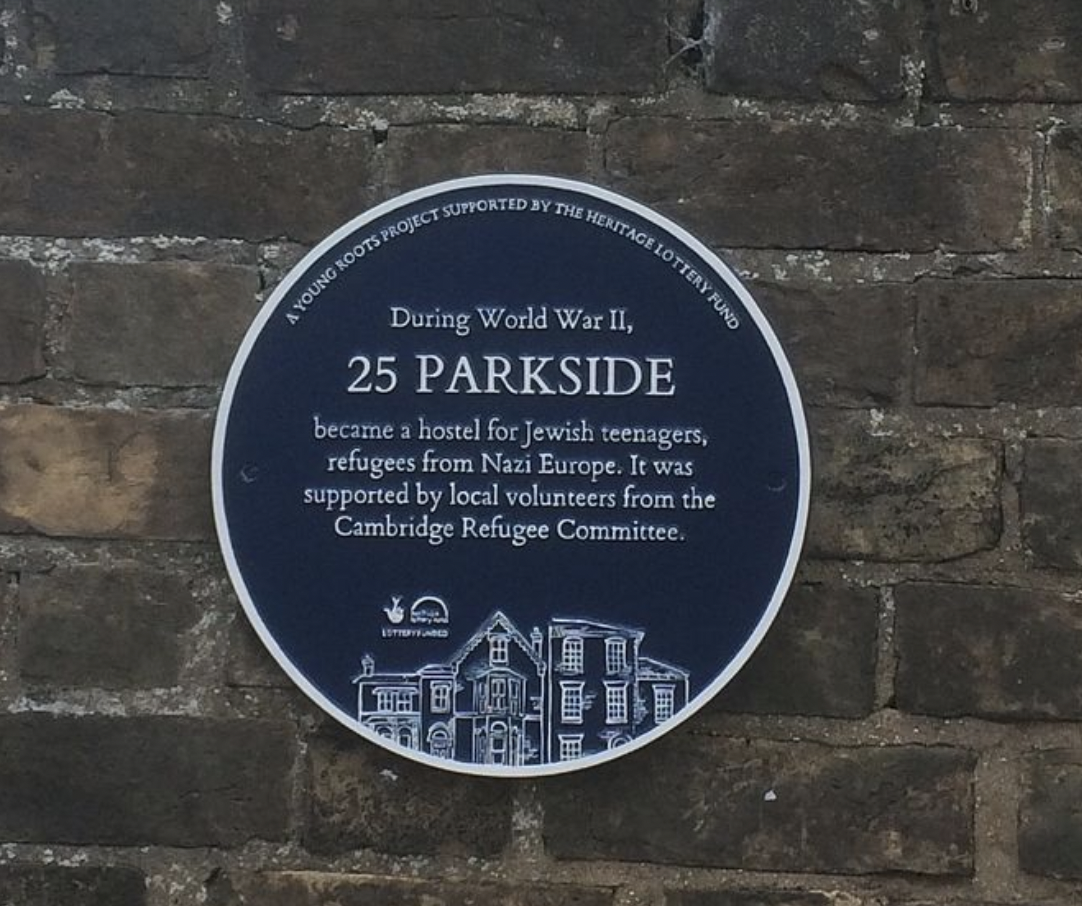 A YOUNG ROOTS PROJECT SUPPORTED BY THE HERITAGE LOTTERY FUND
During World War II,
25 PARKSIDE
became a hostel for Jewish teenagers,
refugees from Nazi Europe. It was
supported by local volunteers from the
Cambridge Refugee Committee.
LOTTERY FUNDED